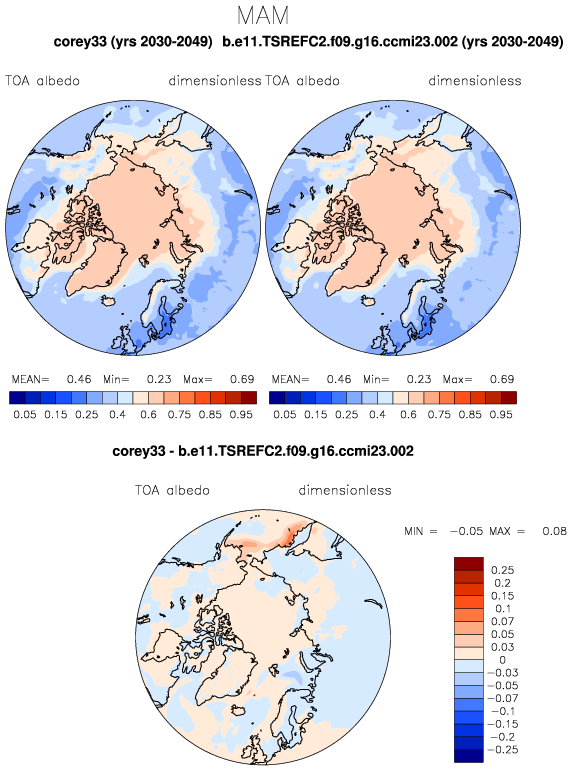 MAM
corey33 (yrs 2030-2049) b.e11.TSREFC2.f09.g16.ccmi23.002 (yrs 2030-2049)
TOA albedo dimensionless TOA albedo dimensionless
MEAN= 0.46 Min= 0.23 Max= 0.69 MEAN= 0.46 Min= 0.23 Max= 0.69
0.05 0.15 0.25 0.4 0.6 0.75 0.85 0.95 0.05 0.15 0.25 0.4 0.6 0.75 0.85 0.95
corey33 - b.e11.TSREFC2.f09.g16.ccmi23.002
TOA albedo dimensionless
MIN = -0.05 MAX = 0.08
0.25
0.2
0.15
0.1
0.07
0.05
0.03
0
-0.03
-0.05
-0.07
-0.1
-0.15
-0.2
-0.25